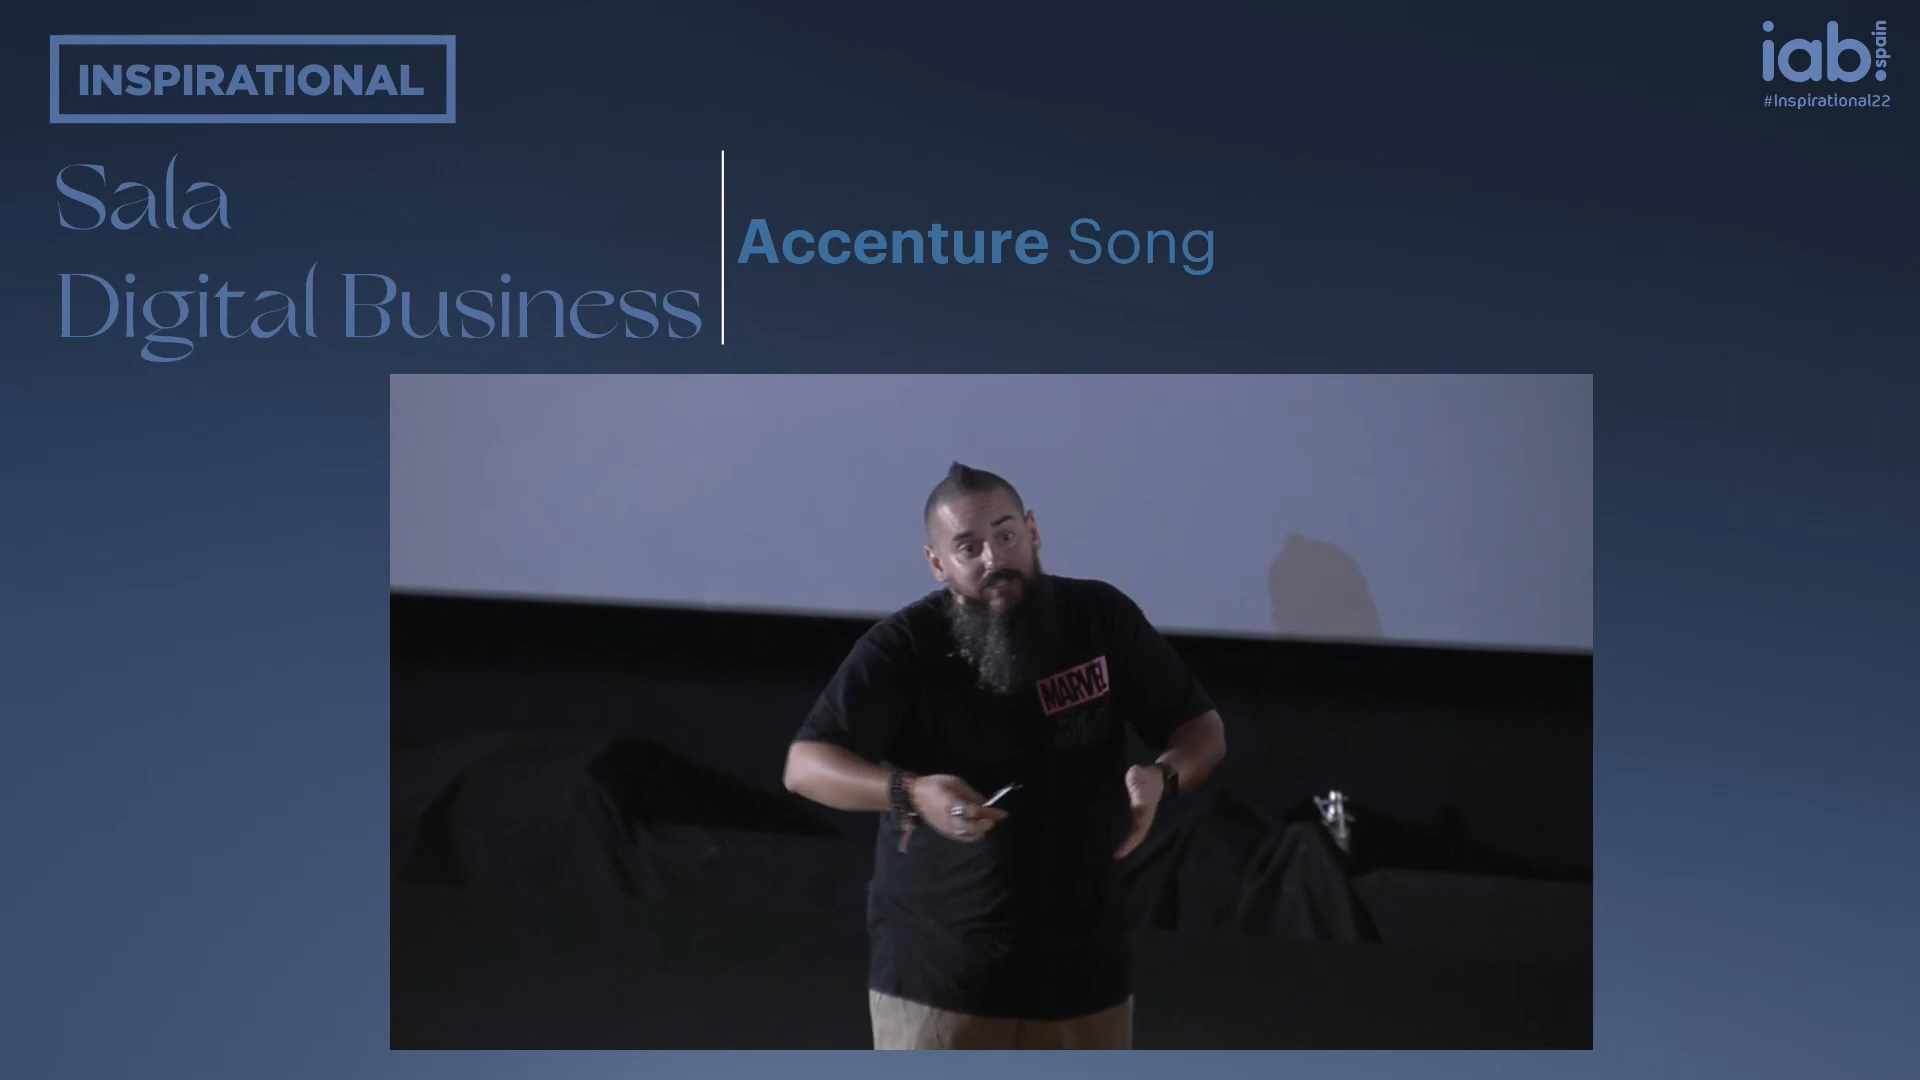 INSPIRATIONAL
iab.spain
#Inspirational22
Sala
Digital Business
Accenture Song
MARVEL